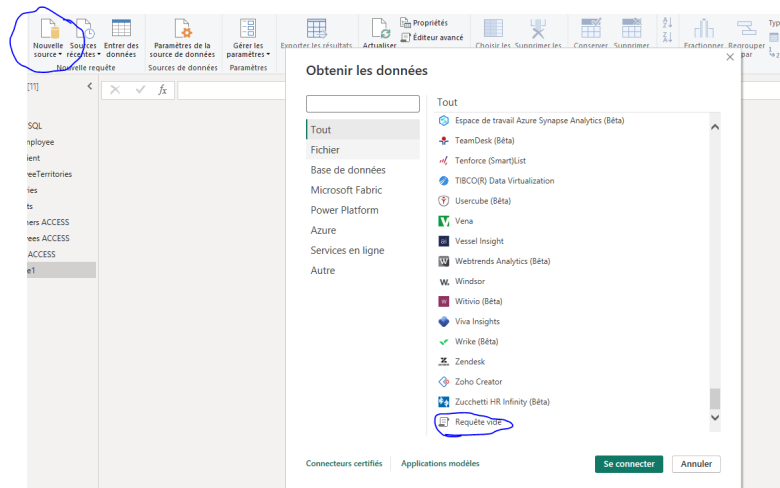 Propriétés
Éditeur avancé
Nouvelle source
Sources récentes
Entrer des données
Paramètres de la source de données
Gérer les paramètres
Exporter les résultats
Actualiser
Choisir les
Supprimer les
Conserver
Supprimer
Fractionner
Regrouper par
Typ
Nouvelle requête
Sources de données
Paramètres
[11]
fx
SQL
nployee
ient
eeTerritories
ies
ts
ners ACCESS
ees ACCESS
ACCESS
e1
Obtenir les données
Tout
Fichier
Base de données
Microsoft Fabric
Power Platform
Azure
Services en ligne
Autre
Tout
Espace de travail Azure Synapse Analytics (Bêta)
TeamDesk (Bêta)
Tenforce (Smart)List
TIBCO(R) Data Virtualization
Usercube (Bêta)
Vena
Vessel Insight
Webtrends Analytics (Bêta)
Windsor
Witivio (Bêta)
Viva Insights
Wrike (Bêta)
Zendesk
Zoho Creator
Zucchetti HR Infinity (Bêta)
Requête vide
Connecteurs certifiés
Applications modèles
Se connecter
Annuler